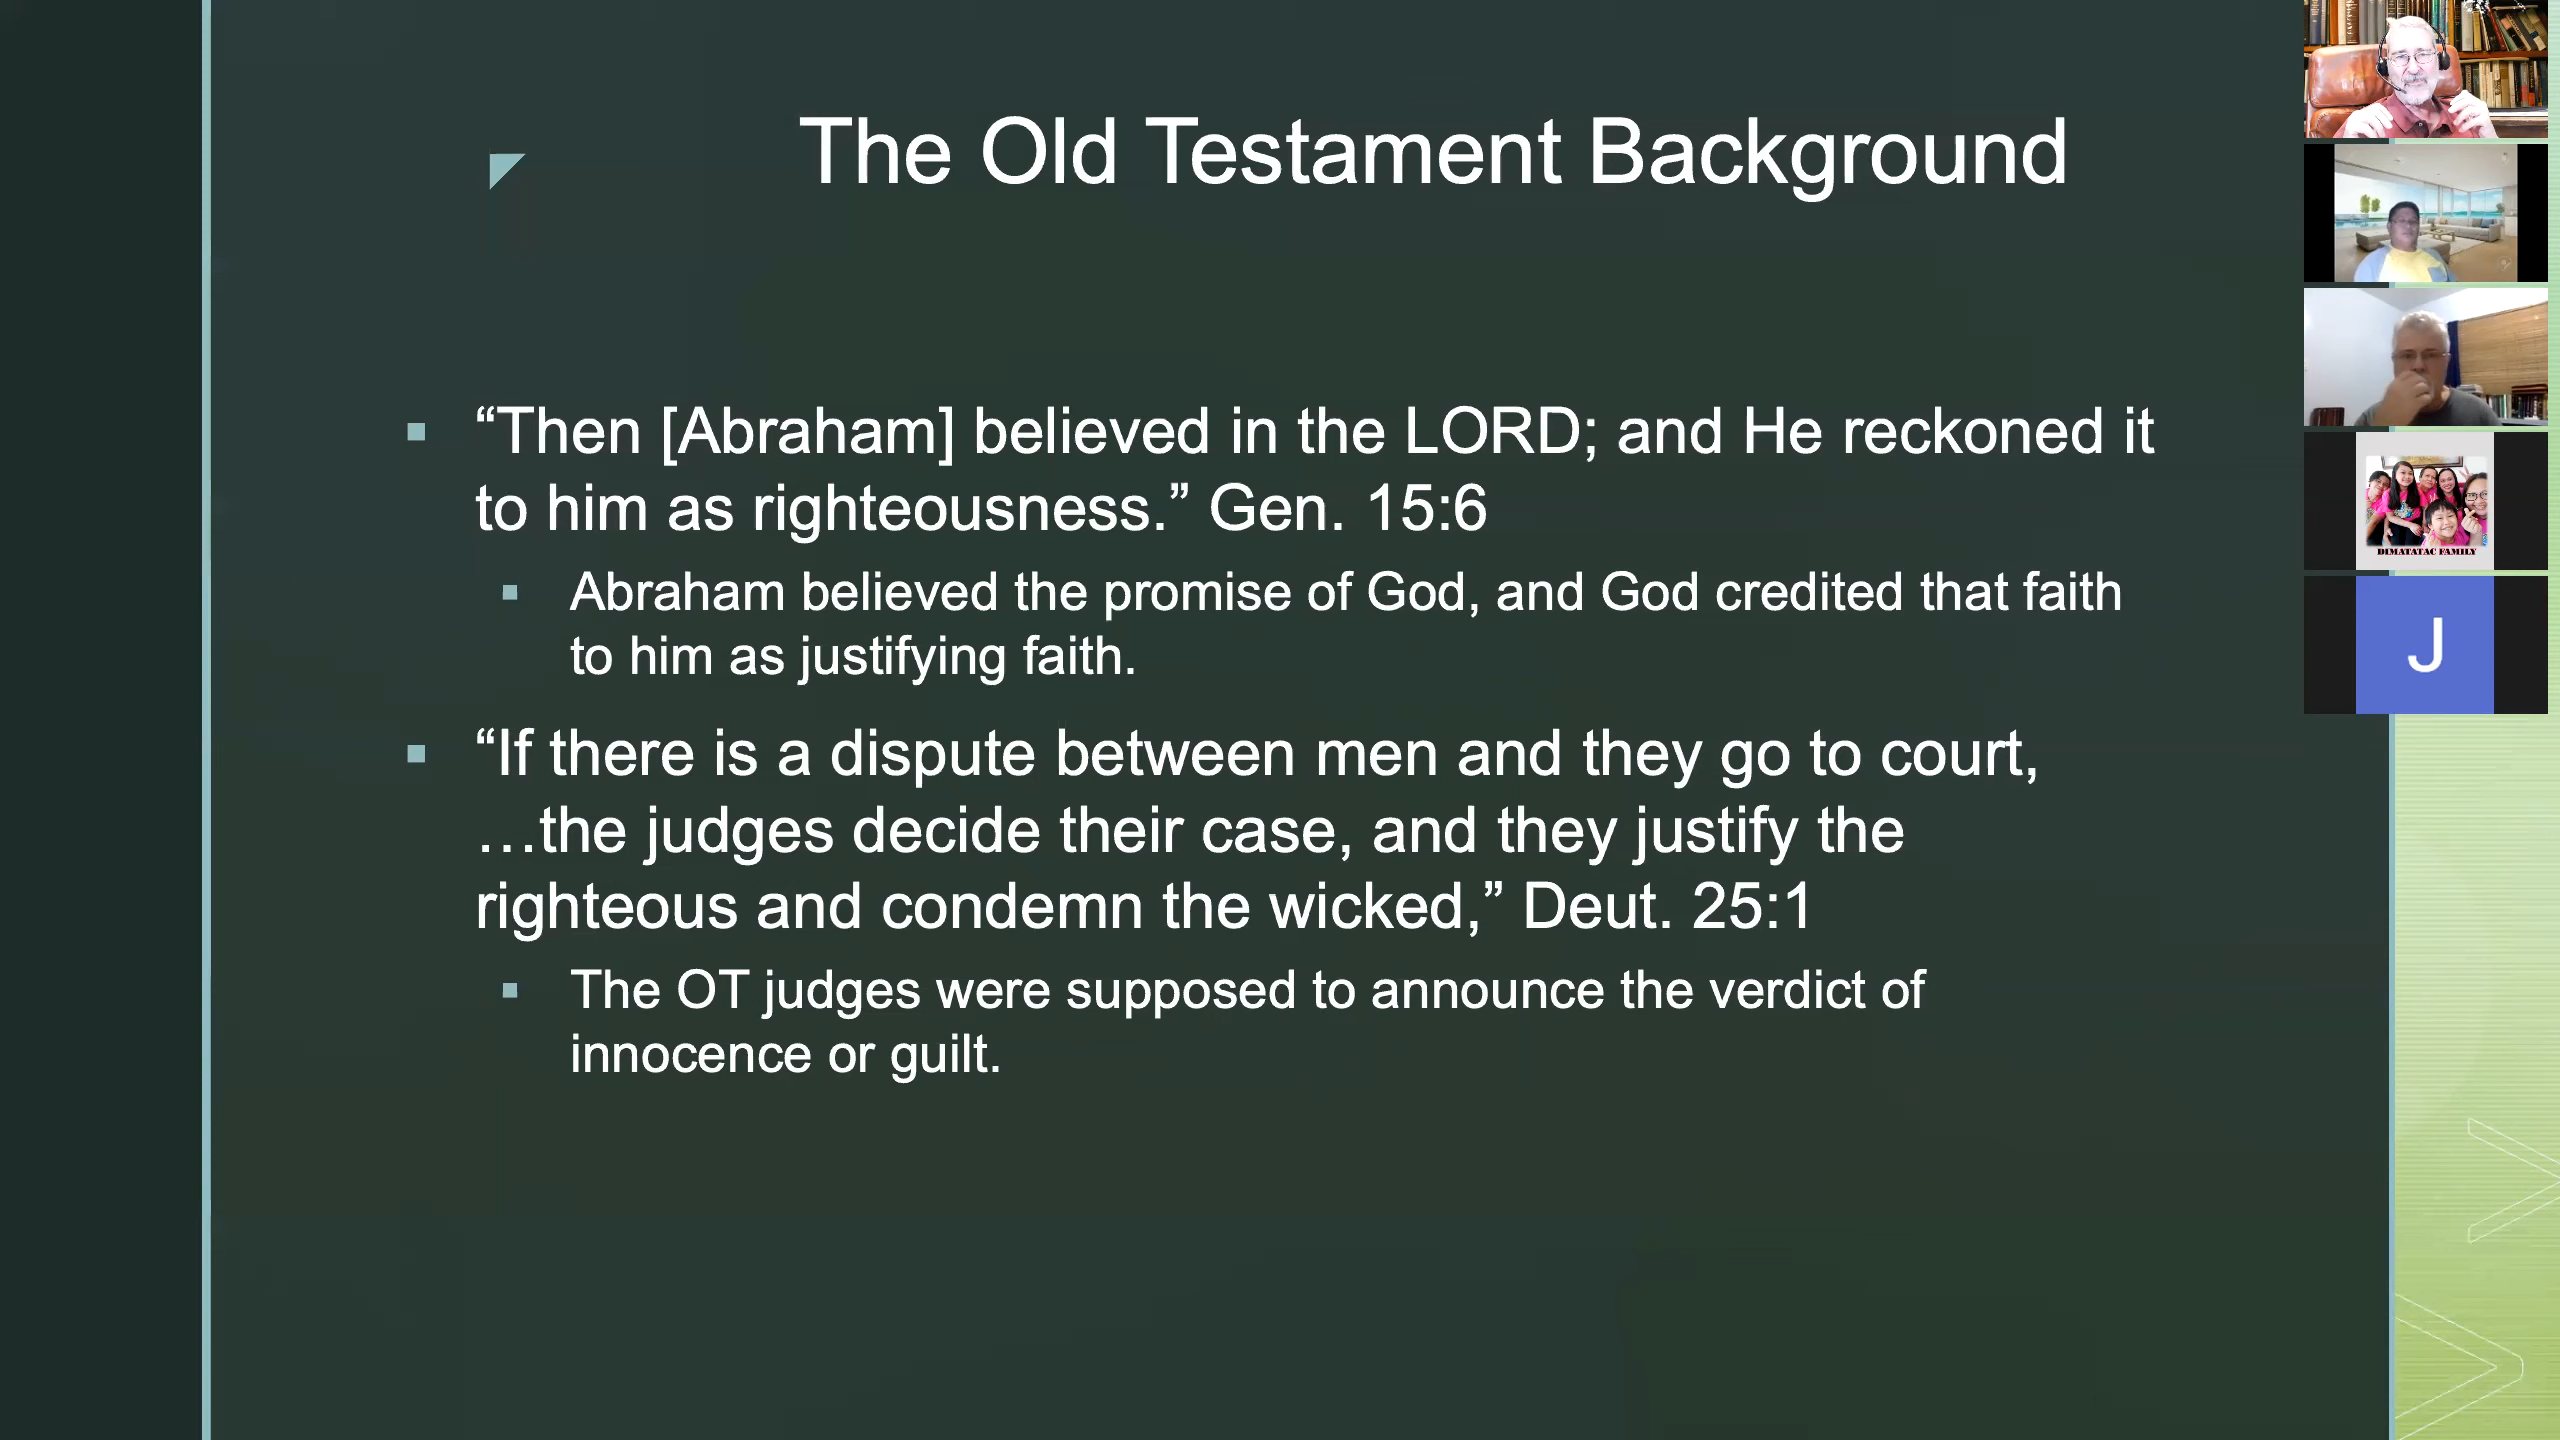 The Old Testament Background
“Then [Abraham] believed in the LORD; and He reckoned it
to him as righteousness.” Gen. 15:6
Abraham believed the promise of God, and God credited that faith
to him as justifying faith.
“If there is a dispute between men and they go to court,
…the judges decide their case, and they justify the
righteous and condemn the wicked,” Deut. 25:1
The OT judges were supposed to announce the verdict of
innocence or guilt.
DIMATATAC FAMILY
J